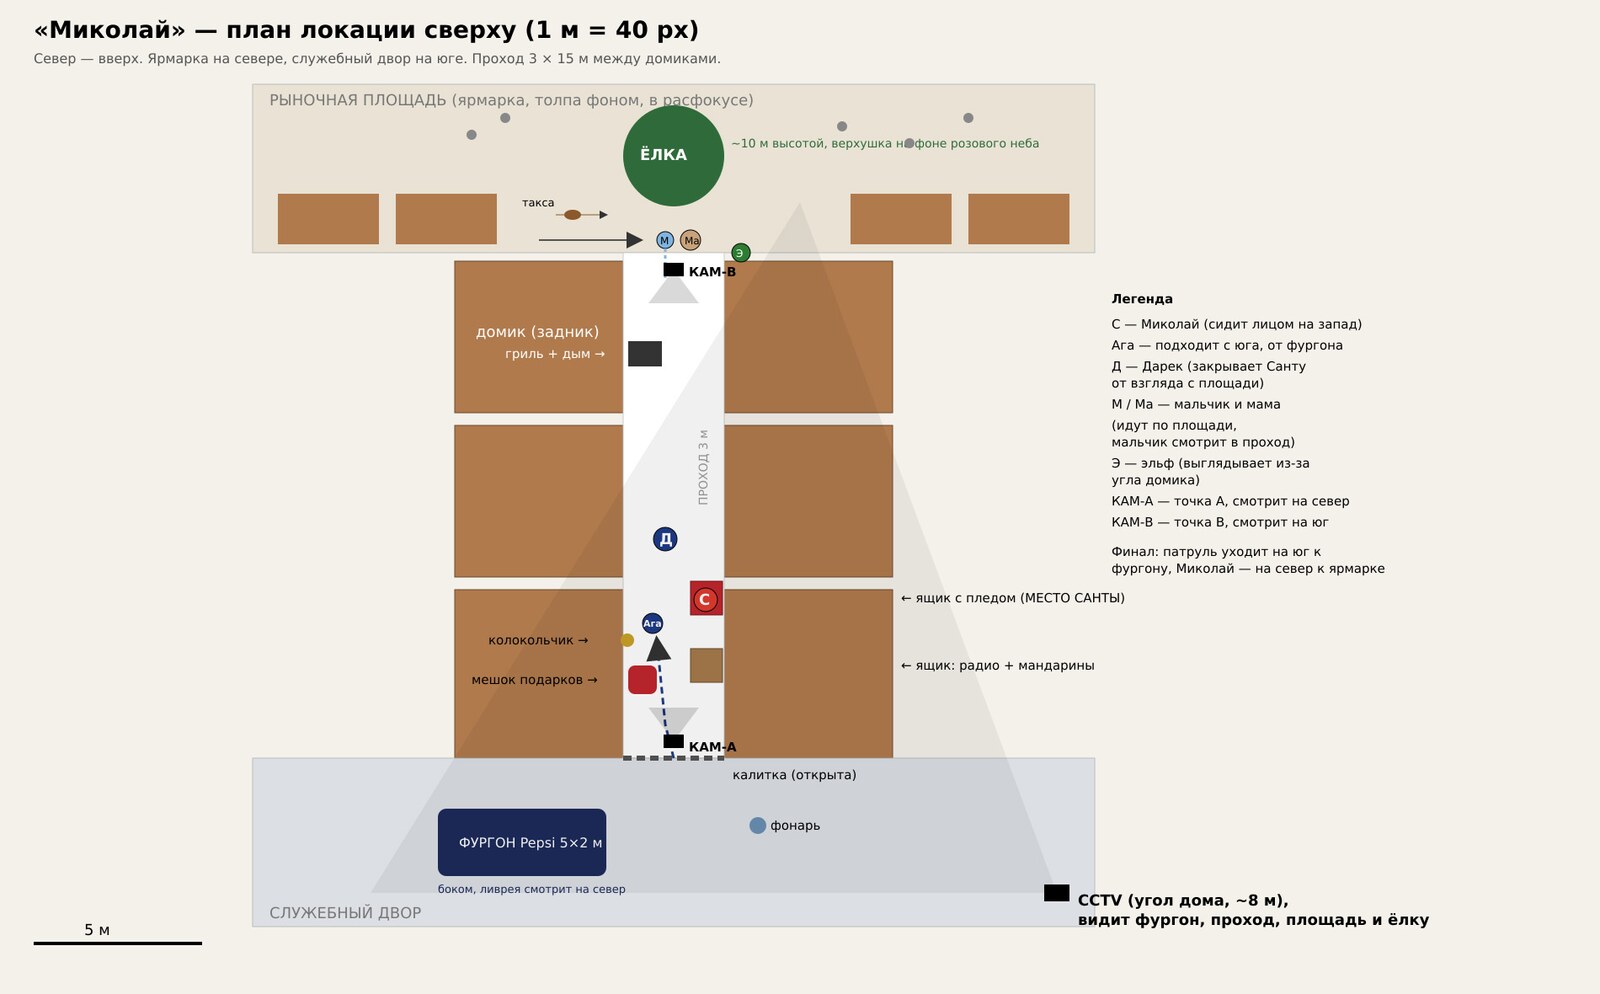 «Миколай» — план локации сверху (1 м = 40 px)
Север — вверх. Ярмарка на севере, служебный двор на юге. Проход 3 × 15 м между домиками.
РЫНОЧНАЯ ПЛОЩАДЬ (ярмарка, толпа фоном, в расфокусе)
ЁЛКА
~10 м высотой, верхушка на фоне розового неба
такса
М
Ма
Э
КАМ-B
домик (задник)
гриль + дым →
ПРОХОД 3 м
Д
С
← ящик с пледом (МЕСТО САНТЫ)
Ага
колокольчик →
← ящик: радио + мандарины
мешок подарков →
КАМ-A
калитка (открыта)
ФУРГОН Pepsi 5×2 м
фонарь
боком, ливрея смотрит на север
СЛУЖЕБНЫЙ ДВОР
CCTV (угол дома, ~8 м),
видит фургон, проход, площадь и ёлку
5 м
Легенда
С — Миколай (сидит лицом на запад)
Ага — подходит с юга, от фургона
Д — Дарек (закрывает Санту
от взгляда с площади)
М / Ма — мальчик и мама
(идут по площади,
мальчик смотрит в проход)
Э — эльф (выглядывает из-за
угла домика)
КАМ-A — точка A, смотрит на север
КАМ-B — точка B, смотрит на юг
Финал: патруль уходит на юг к
фургону, Миколай — на север к ярмарке